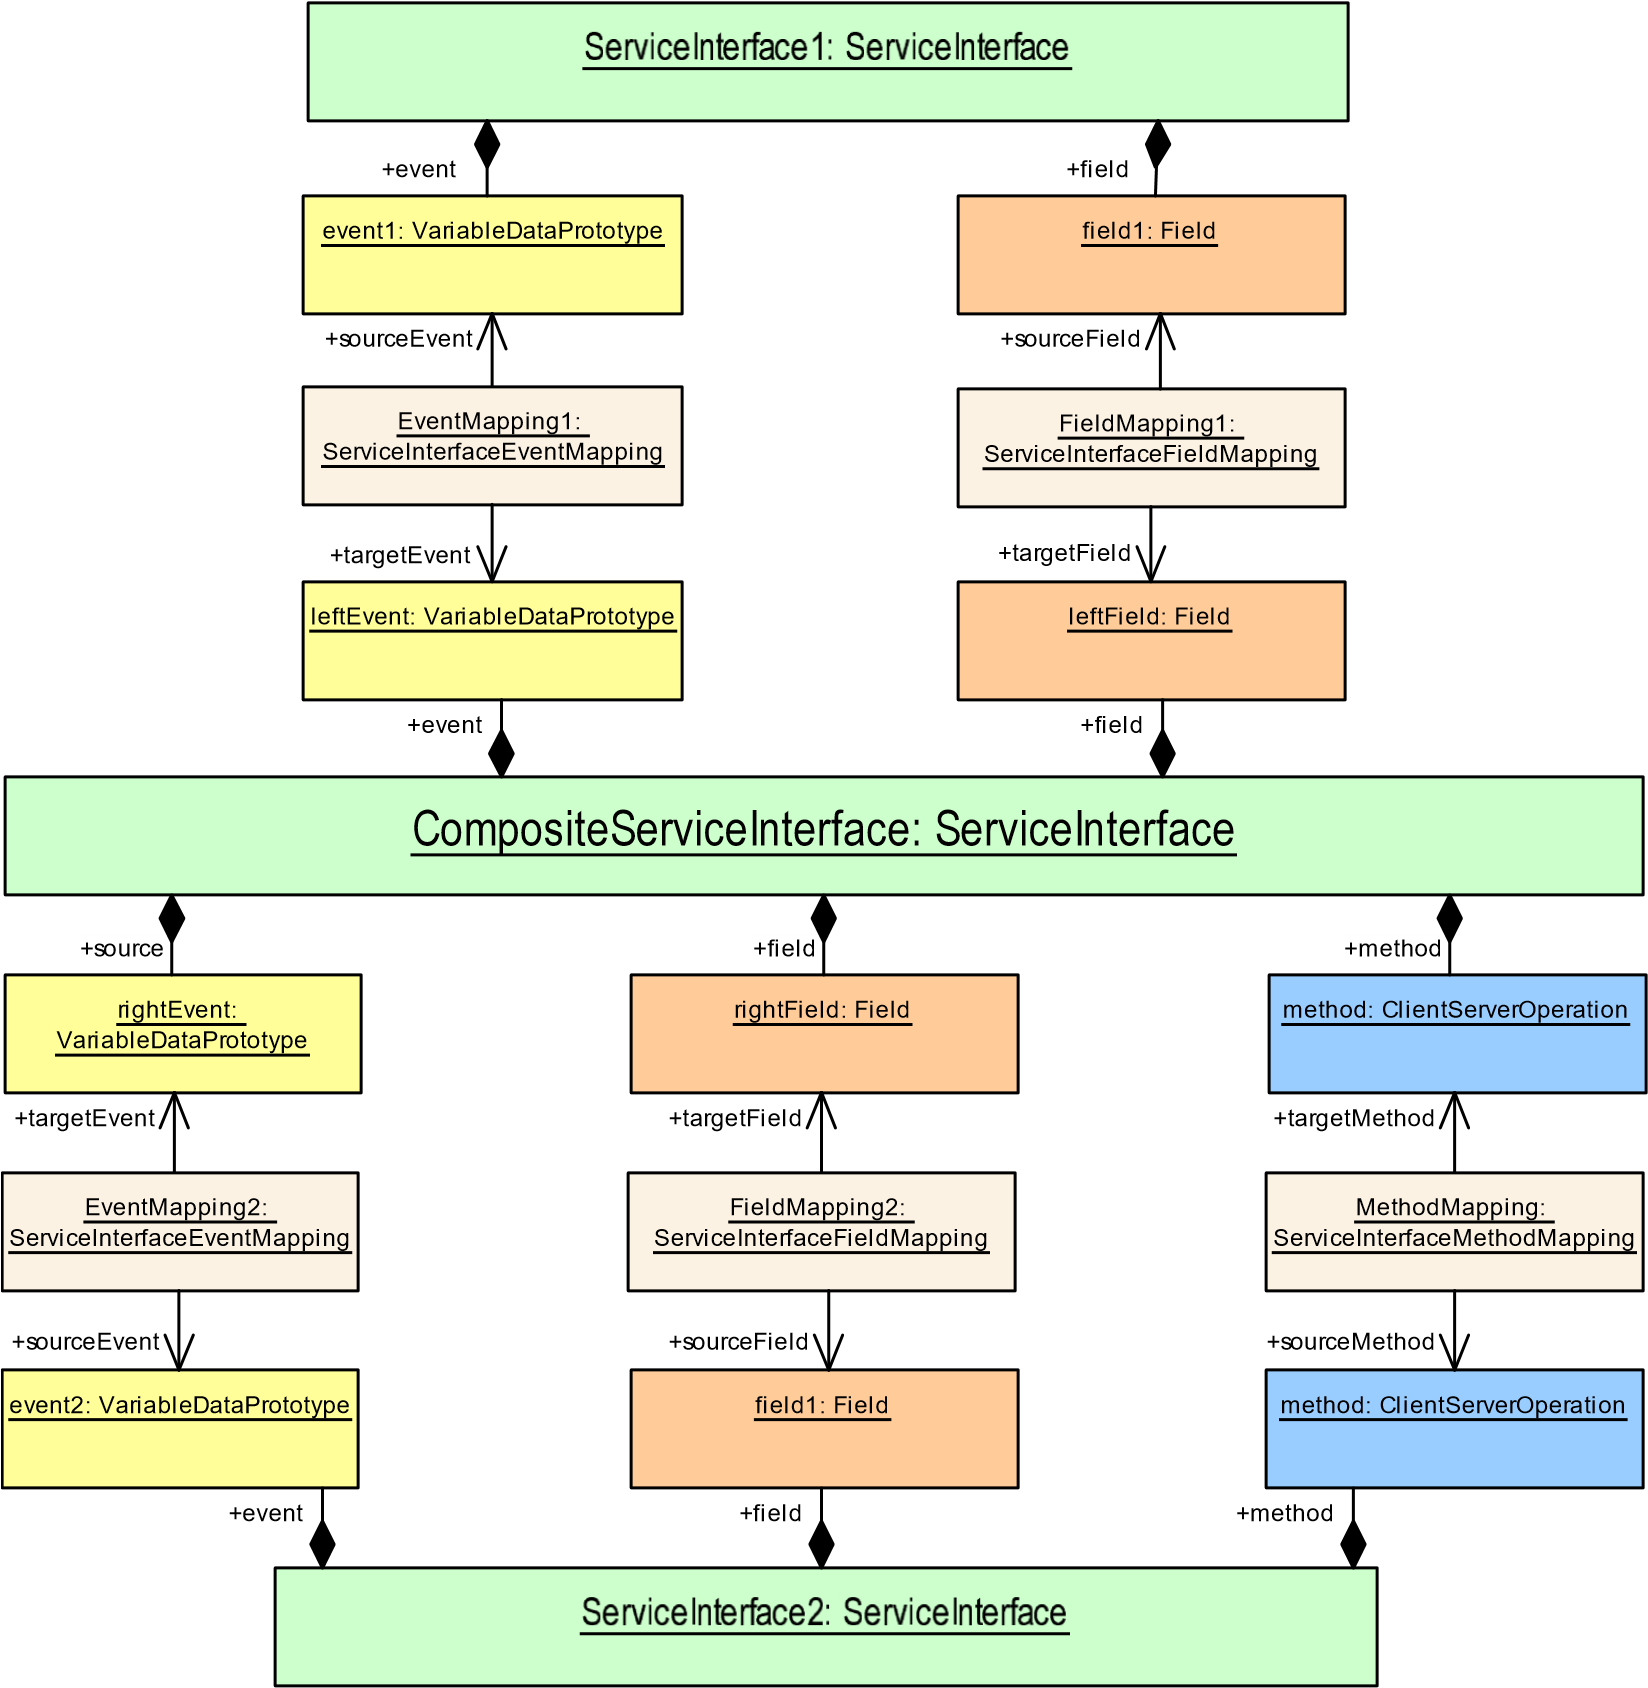 ServiceInterface1: ServiceInterface
+event
+field
event1: VariableDataPrototype
field1: Field
+sourceEvent
+sourceField
EventMapping1:
ServiceInterfaceEventMapping
FieldMapping1:
ServiceInterfaceFieldMapping
+targetEvent
+targetField
leftEvent: VariableDataPrototype
leftField: Field
+event
+field
CompositeServiceInterface: ServiceInterface
+source
+field
+method
rightEvent:
VariableDataPrototype
rightField: Field
method: ClientServerOperation
+targetEvent
+targetField
+targetMethod
EventMapping2:
ServiceInterfaceEventMapping
FieldMapping2:
ServiceInterfaceFieldMapping
MethodMapping:
ServiceInterfaceMethodMapping
+sourceEvent
+sourceField
+sourceMethod
event2: VariableDataPrototype
field1: Field
method: ClientServerOperation
+event
+field
+method
ServiceInterface2: ServiceInterface